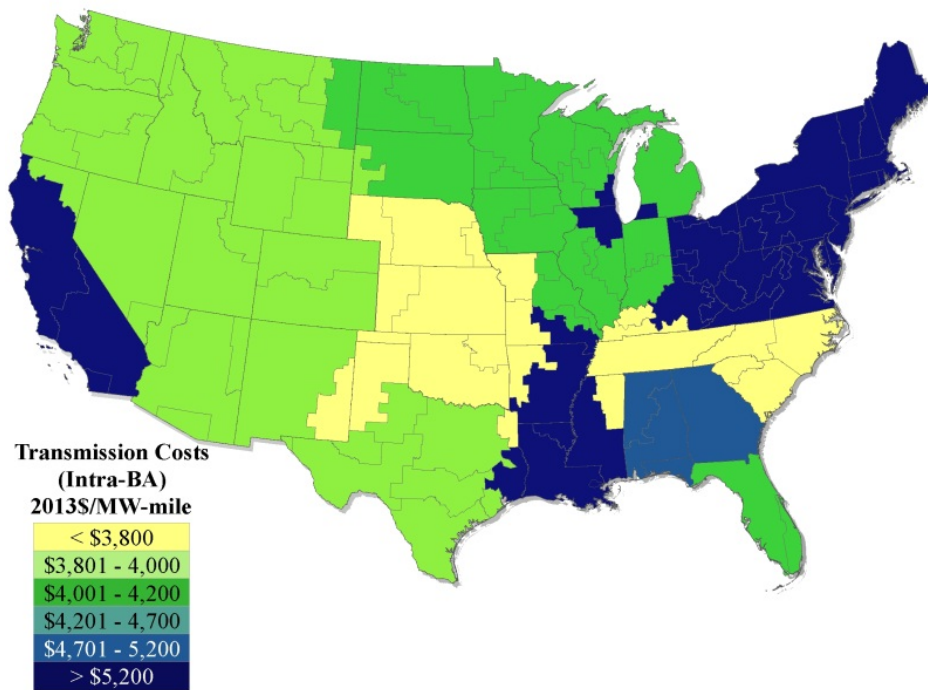 Transmission Costs
(Intra-BA)
2013$/MW-mile
< $3,800
$3,801 - 4,000
$4,001 - 4,200
$4,201 - 4,700
$4,701 - 5,200
> $5,200